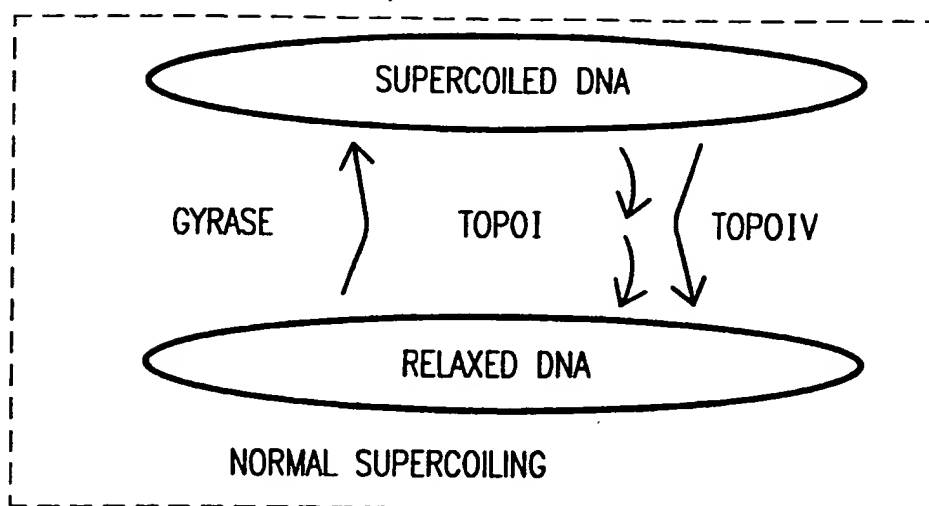 SUPERCOILED DNA
GYRASE
TOPOI
TOPOIV
RELAXED DNA
NORMAL SUPERCOILING